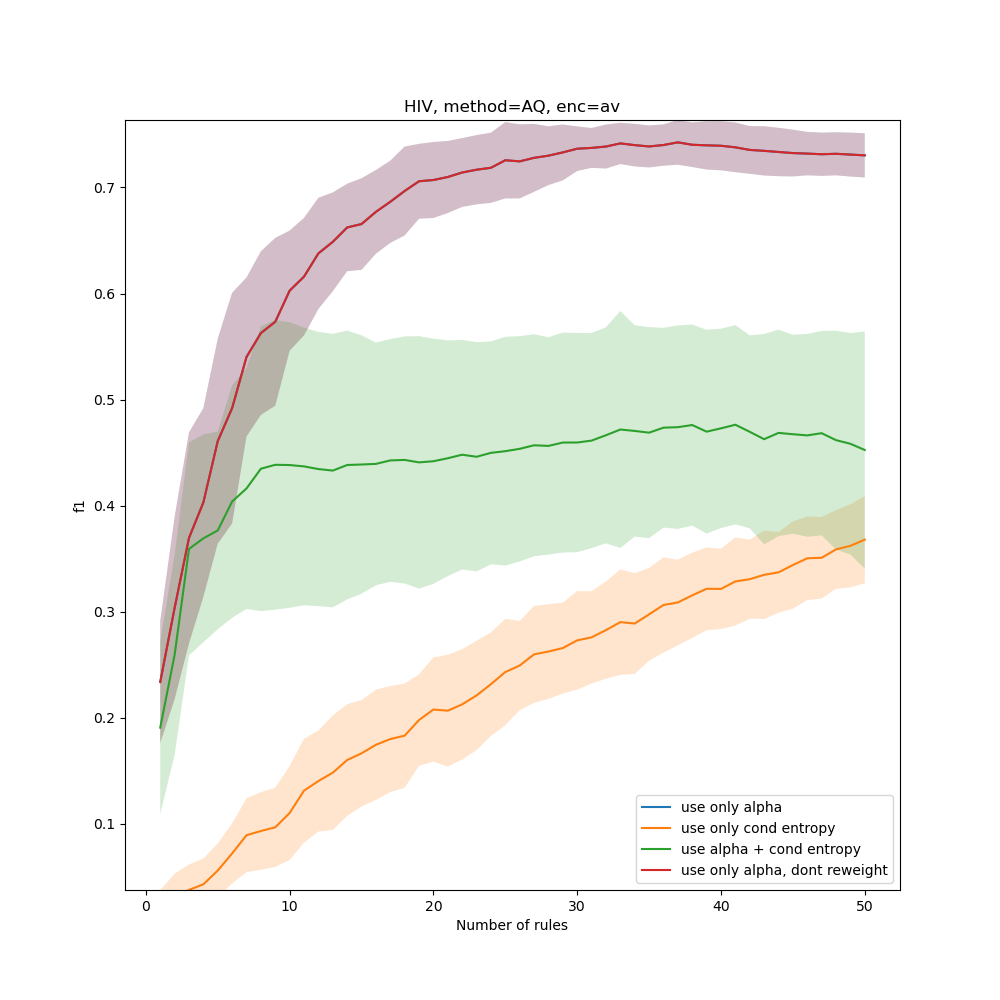 HIV, method=AQ, enc=av
f1
0.7
0.6
0.5
0.4
0.3
0.2
0.1
use only alpha
use only cond entropy
use alpha + cond entropy
use only alpha, dont reweight
0 10 20 30 40 50
Number of rules